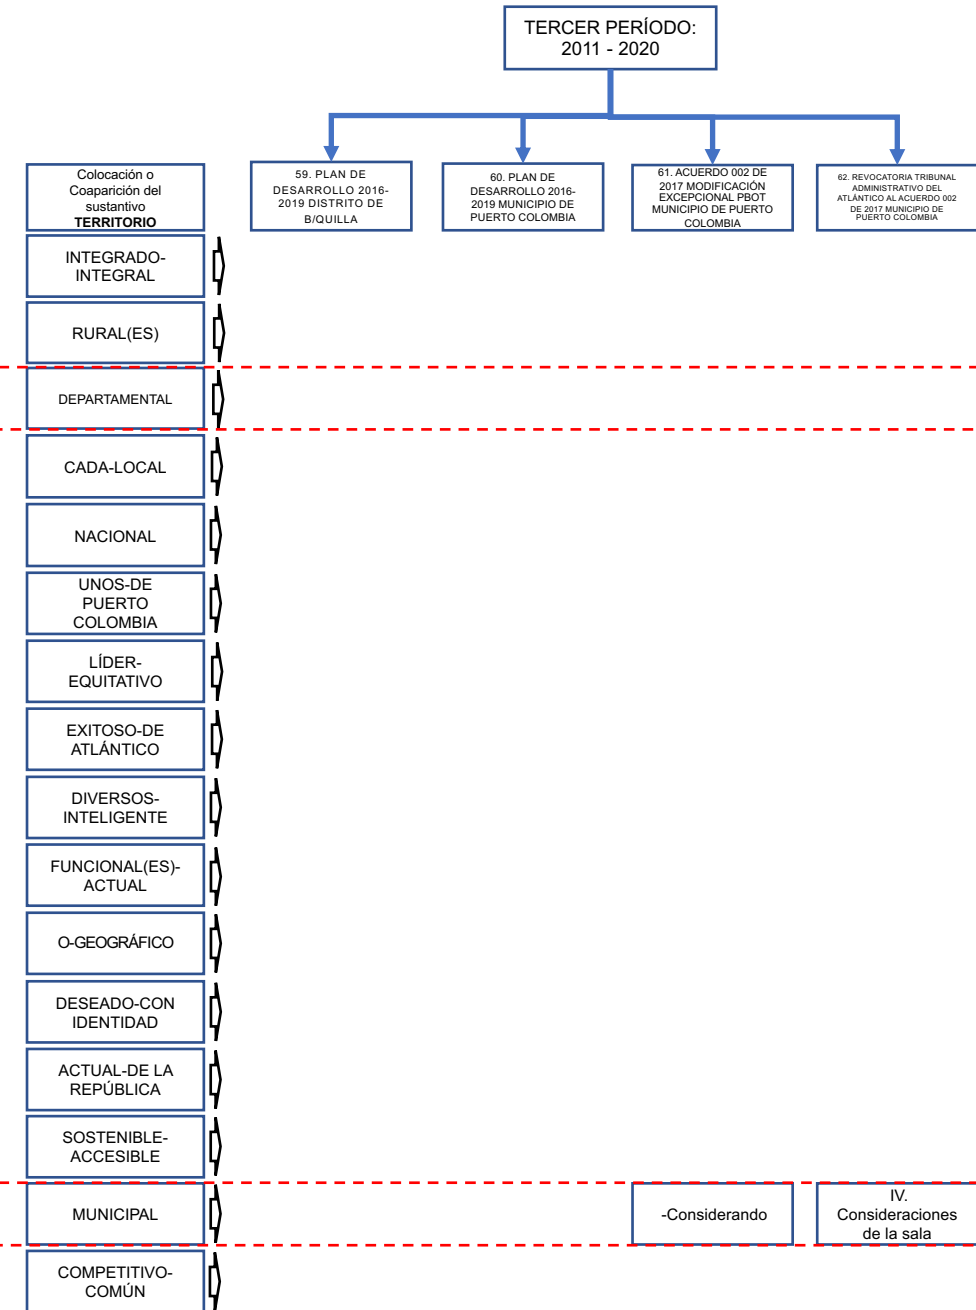 TERCER PERÍODO:
2011 - 2020
Colocación o
Coaparición del
sustantivo
TERRITORIO
59. PLAN DE
DESARROLLO 2016-
2019 DISTRITO DE
B/QUILLA
60. PLAN DE
DESARROLLO 2016-
2019 MUNICIPIO DE
PUERTO COLOMBIA
61. ACUERDO 002 DE
2017 MODIFICACIÓN
EXCEPCIONAL PBOT
MUNICIPIO DE PUERTO
COLOMBIA
62. REVOCATORIA TRIBUNAL
ADMINISTRATIVO DEL
ATLÁNTICO AL ACUERDO 002
DE 2017 MUNICIPIO DE
PUERTO COLOMBIA
INTEGRADO-
INTEGRAL
RURAL(ES)
DEPARTAMENTAL
CADA-LOCAL
NACIONAL
UNOS-DE
PUERTO
COLOMBIA
LÍDER-
EQUITATIVO
EXITOSO-DE
ATLÁNTICO
DIVERSOS-
INTELIGENTE
FUNCIONAL(ES)-
ACTUAL
O-GEOGRÁFICO
DESEADO-CON
IDENTIDAD
ACTUAL-DE LA
REPÚBLICA
SOSTENIBLE-
ACCESIBLE
MUNICIPAL
-Considerando
IV.
Consideraciones
de la sala
COMPETITIVO-
COMÚN